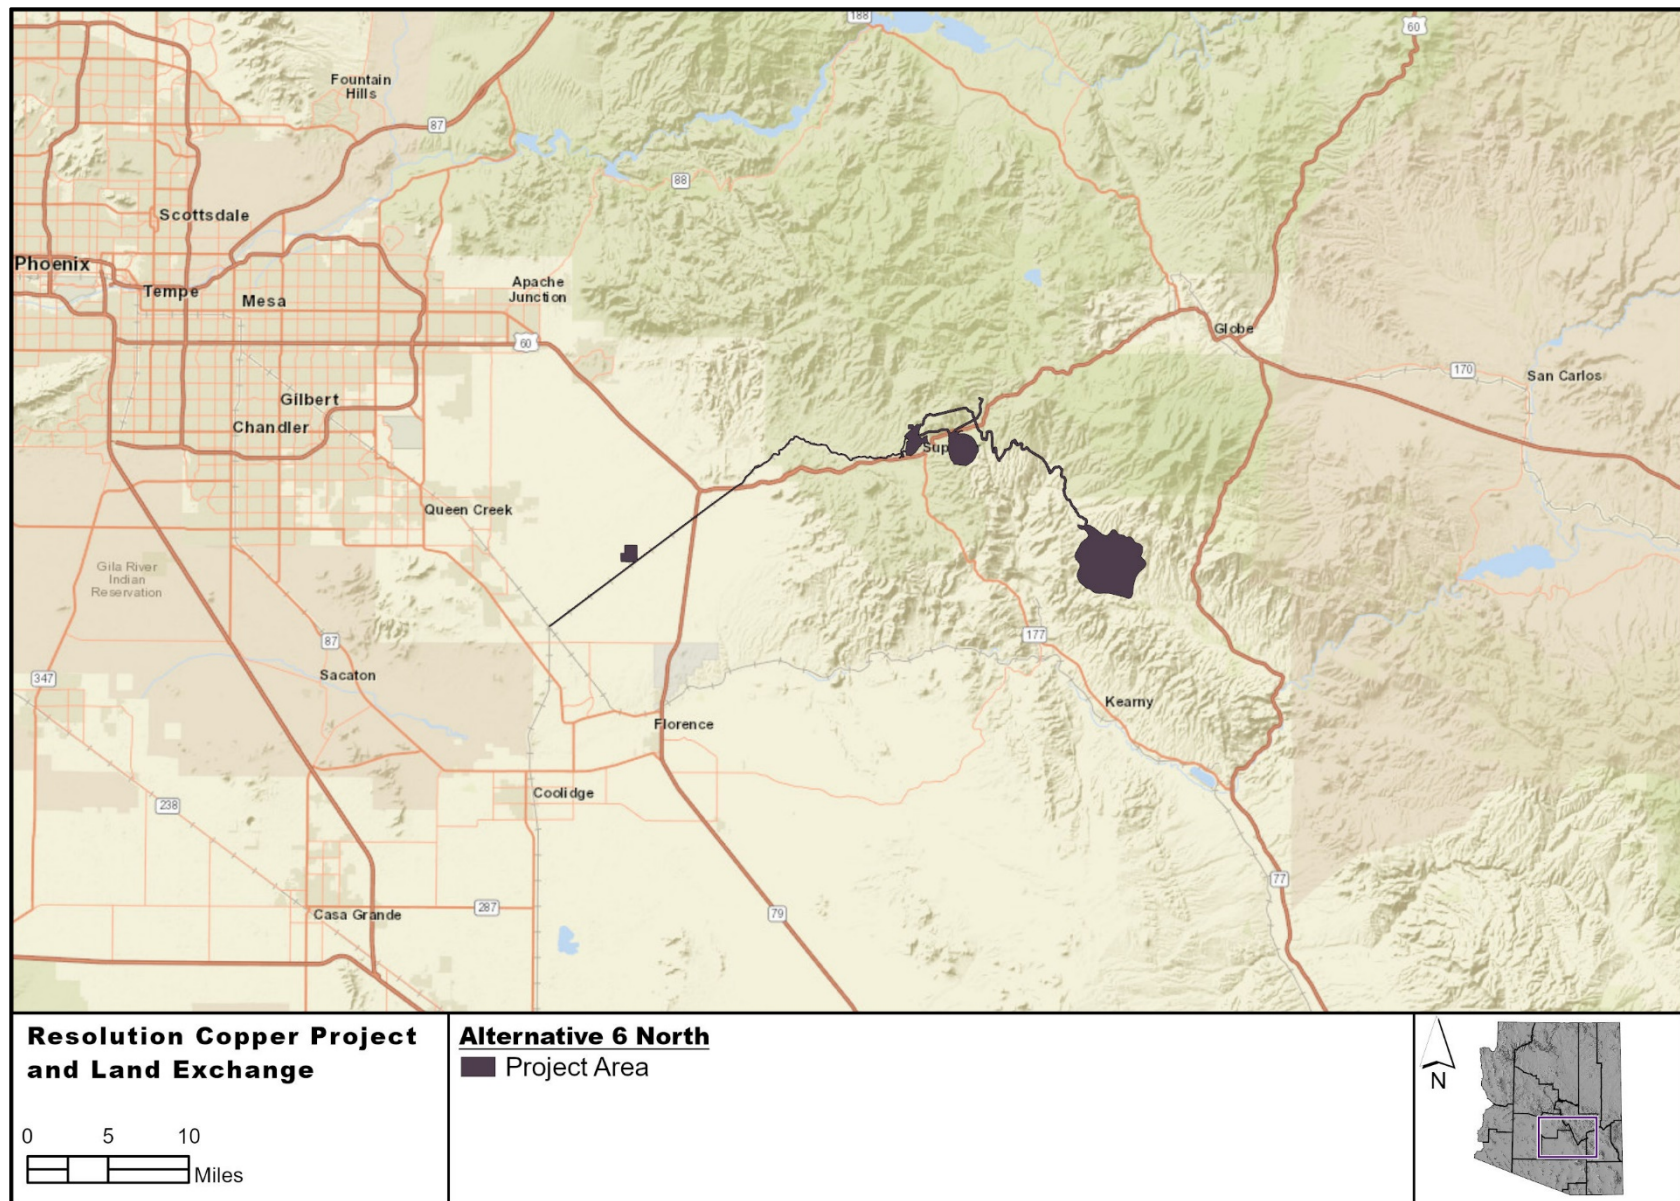 188
60
Fountain
Hills
87
88
Scottsdale
Phoenix
Tempe
Mesa
Apache
Junction
60
Globe
170
San Carlos
Gilbert
Chandler
Sup
Queen Creek
Gila River
Indian
Reservation
87
177
347
Sacaton
Kearny
Florence
238
Coolidge
77
Casa Grande
287
79
Resolution Copper Project
and Land Exchange
0 5 10
Miles
Alternative 6 North
Project Area
N